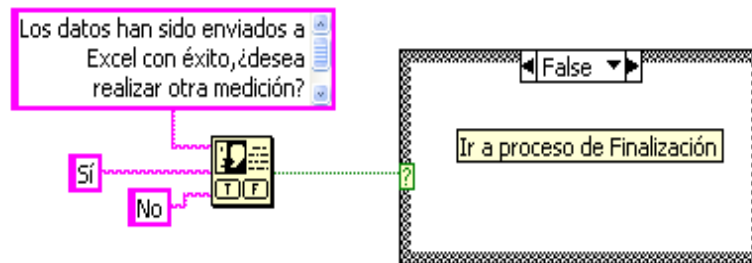 Los datos han sido enviados a
Excel con éxito,¿desea
realizar otra medición?
False
Ir a proceso de Finalización
Sí
?
T F
No